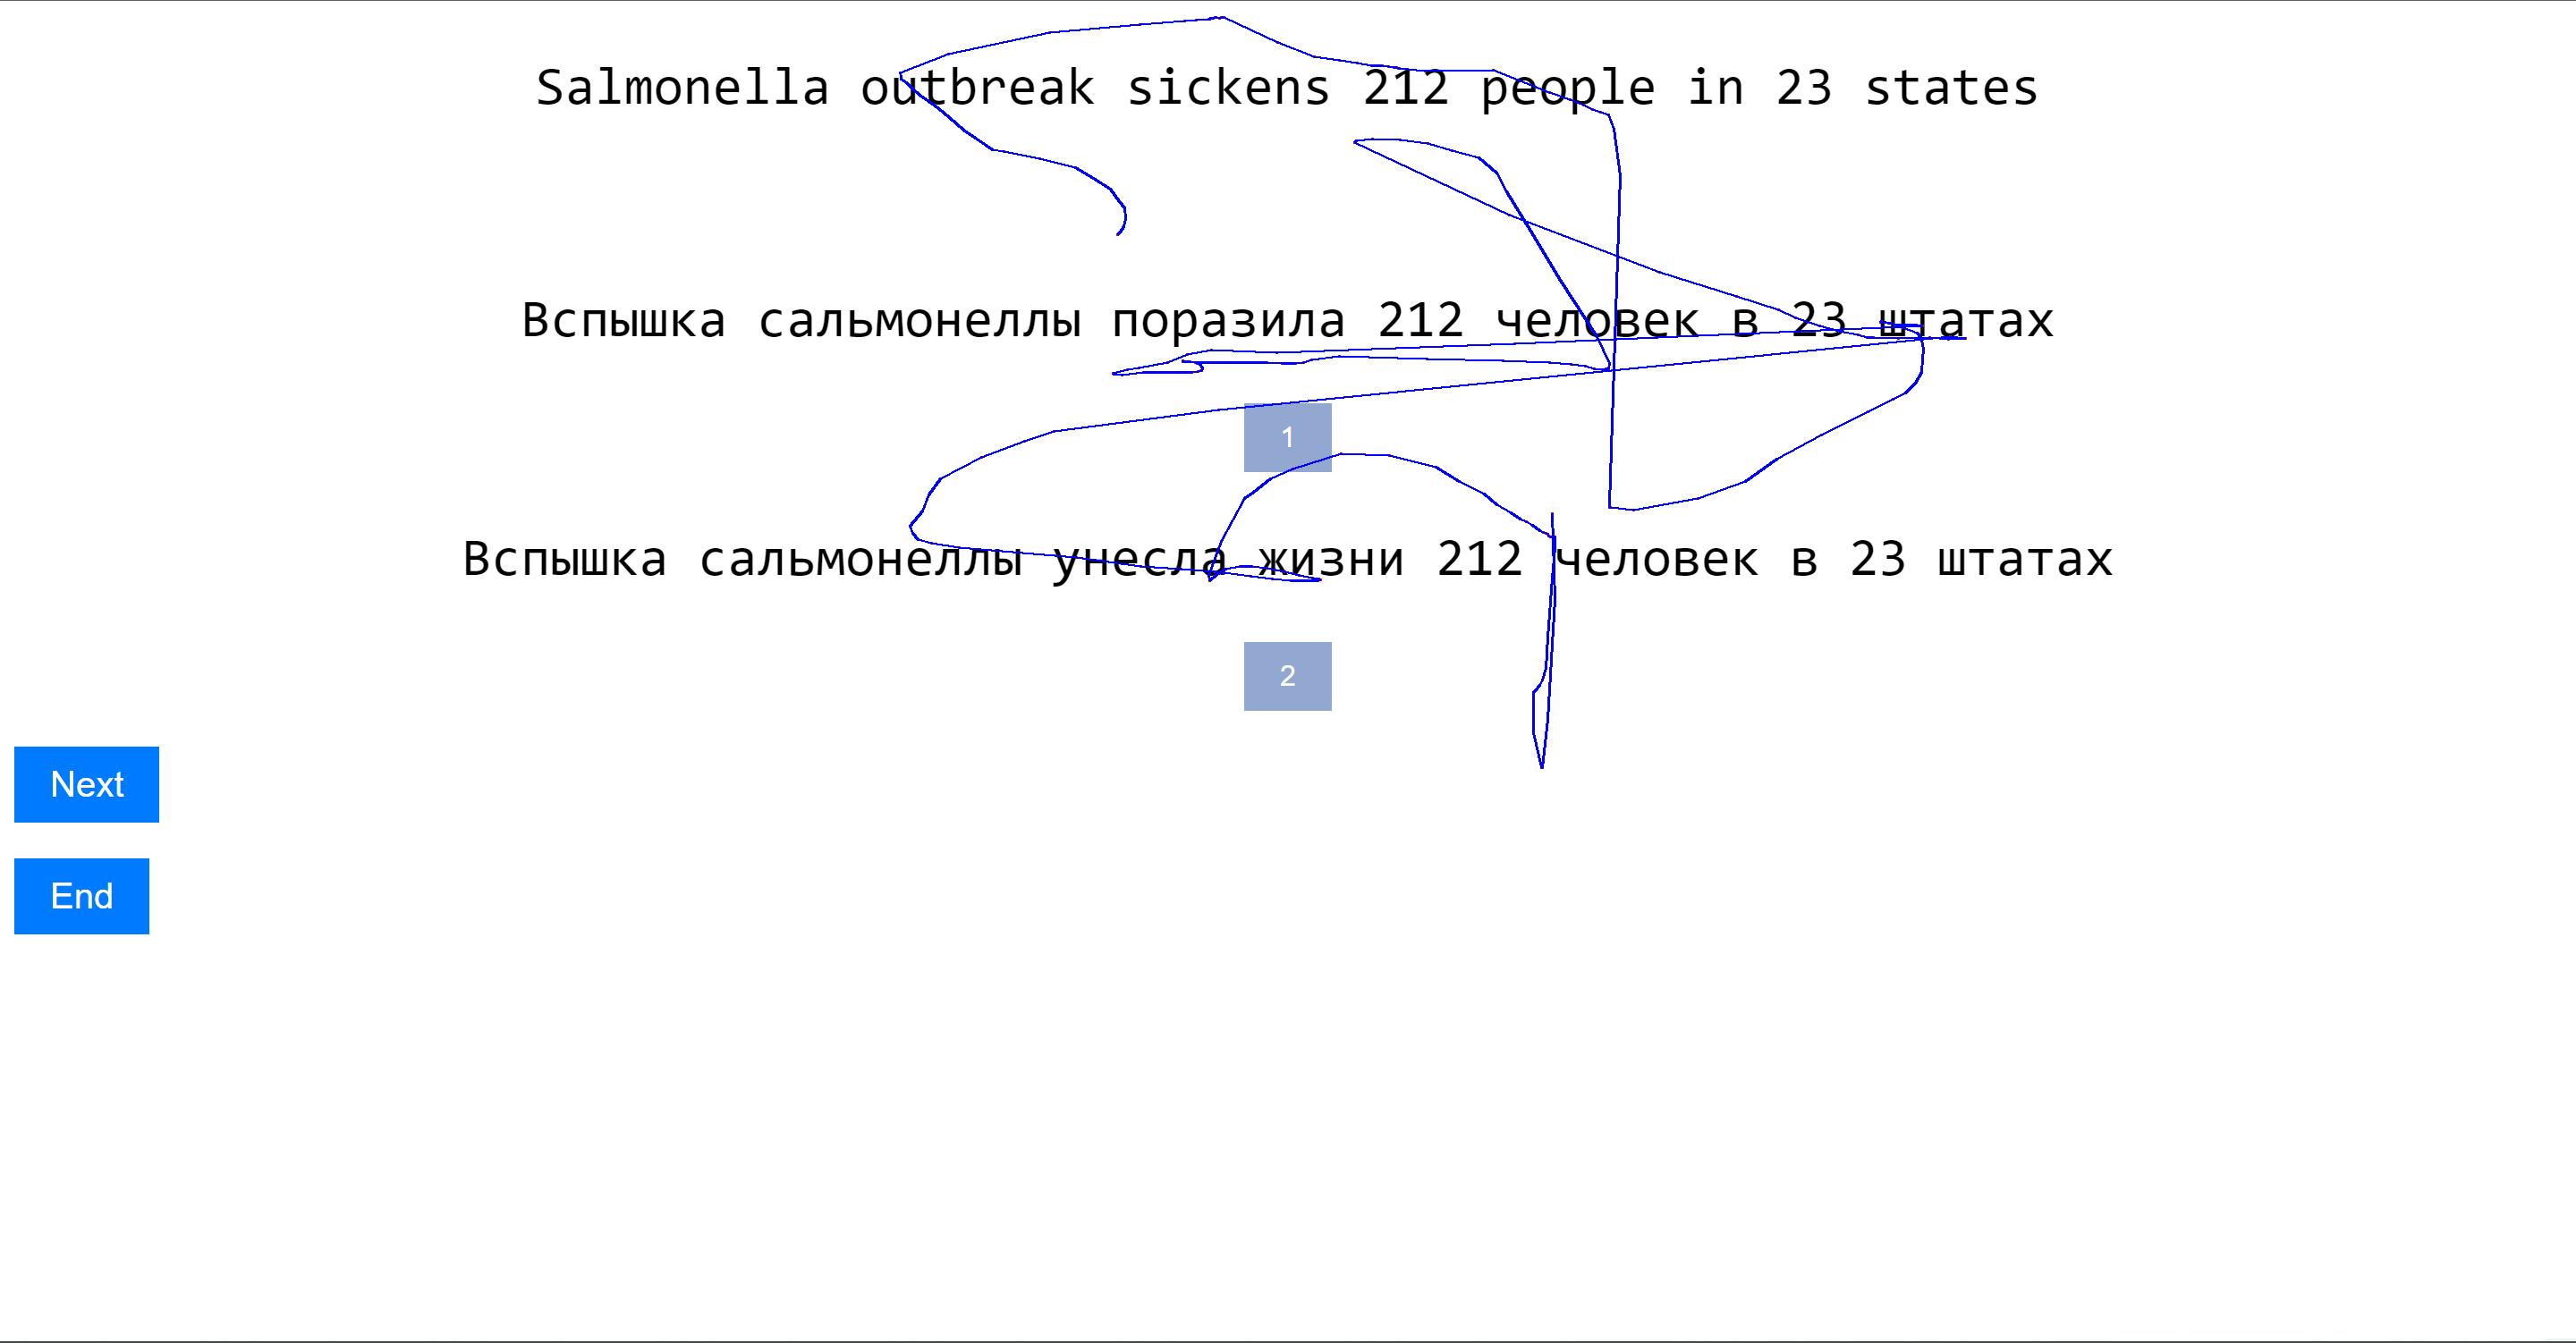 Salmonella outbreak sickens 212 people in 23 states
Вспышка сальмонеллы поразила 212 человек в 23 штатах
1
Вспышка сальмонеллы унесла жизни 212 человек в 23 штатах
2
Next
End